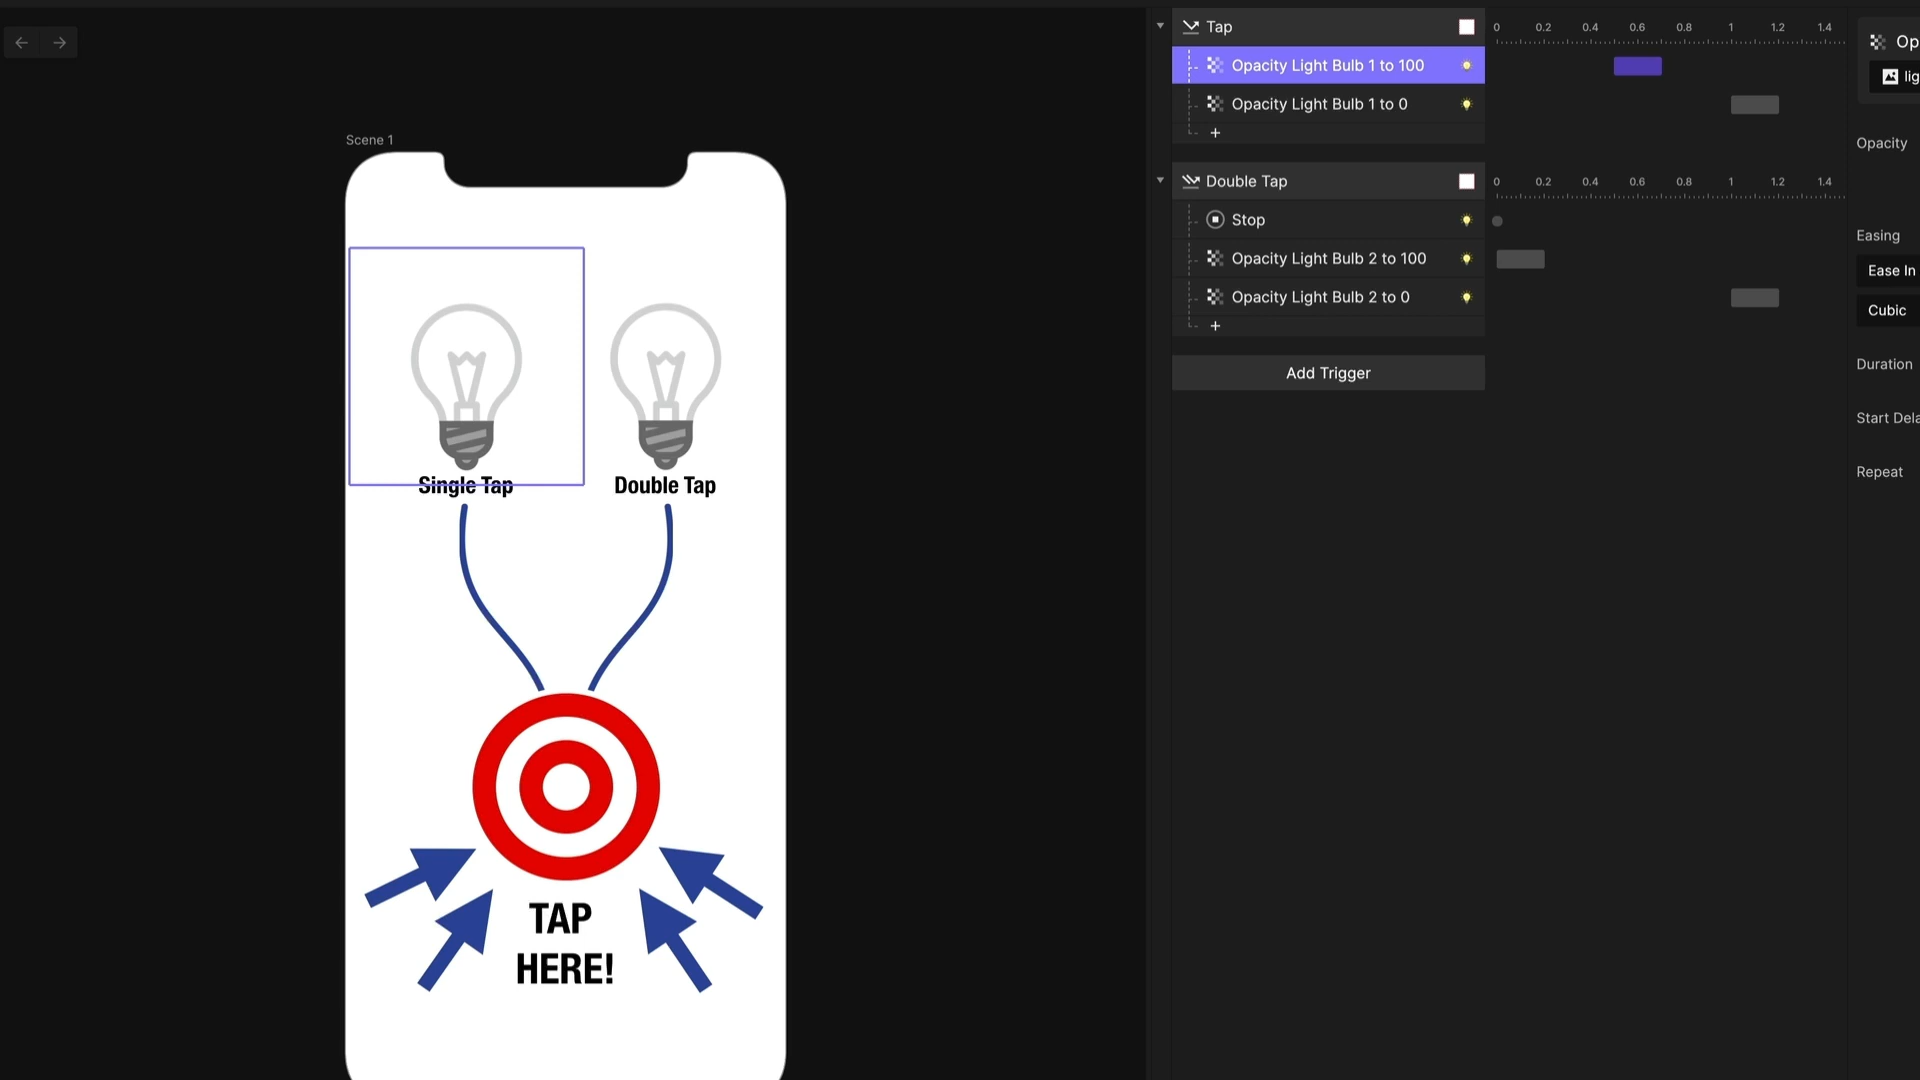 Scene 1
Single Tap
Double Tap
TAP
HERE!
Tap
0 0.2 0.4 0.6 0.8 1 1.2 1.4
Opacity Light Bulb 1 to 100
Opacity Light Bulb 1 to 0
+
Double Tap
0 0.2 0.4 0.6 0.8 1 1.2 1.4
Stop
Opacity Light Bulb 2 to 100
Opacity Light Bulb 2 to 0
+
Add Trigger
Op
lig
Opacity
Easing
Ease In
Cubic
Duration
Start Dela
Repeat